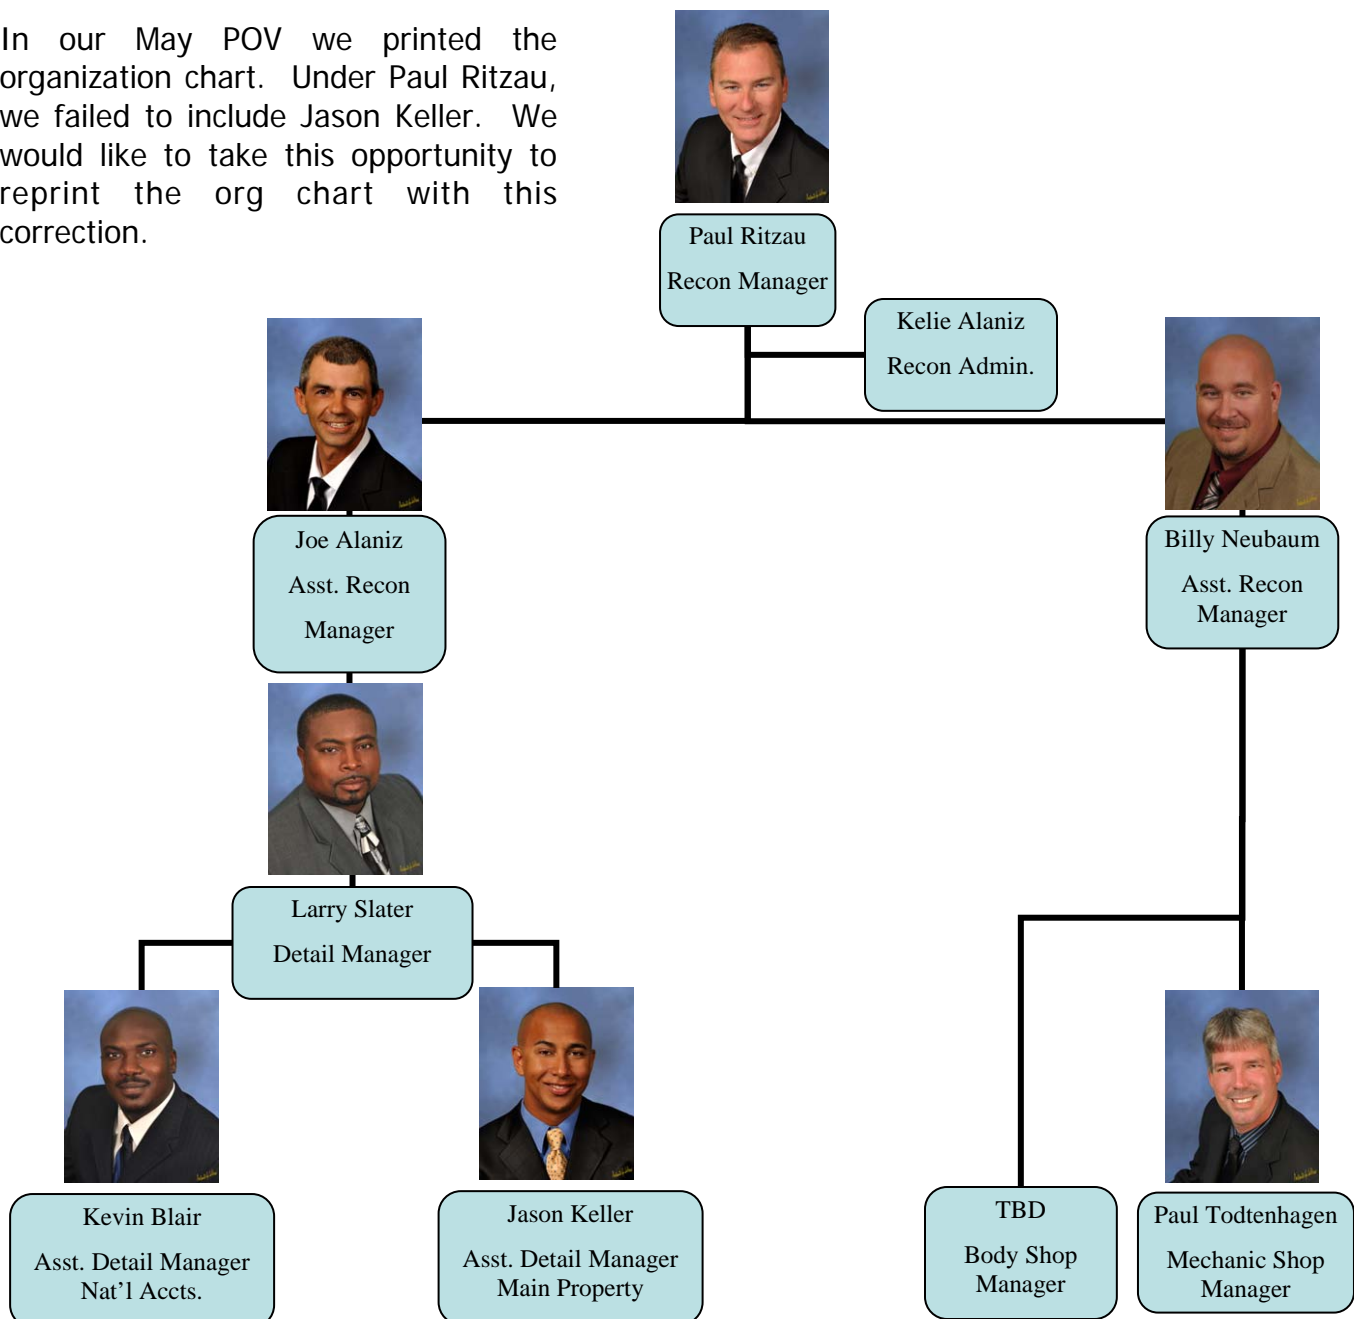 In our May POV we printed the
organization chart. Under Paul Ritzau,
we failed to include Jason Keller. We
would like to take this opportunity to
reprint the org chart with this
correction.
Paul Ritzau
Recon Manager
Kelie Alaniz
Recon Admin.
Joe Alaniz
Asst. Recon
Manager
Billy Neubaum
Asst. Recon
Manager
Larry Slater
Detail Manager
Kevin Blair
Asst. Detail Manager
Nat’l Accts.
Jason Keller
Asst. Detail Manager
Main Property
TBD
Body Shop
Manager
Paul Todtenhagen
Mechanic Shop
Manager